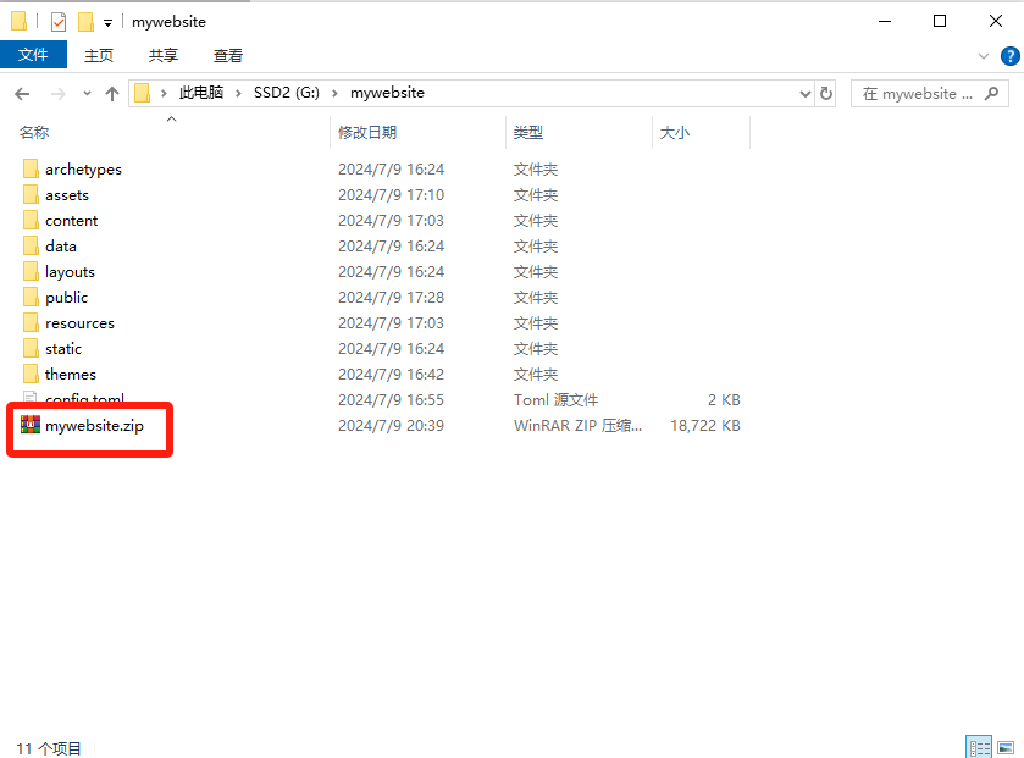 mywebsite
文件 主页 共享 查看
此电脑 SSD2 (G:) mywebsite 在 mywebsite ...
名称 修改日期 类型 大小
archetypes 2024/7/9 16:24 文件夹
assets 2024/7/9 17:10 文件夹
content 2024/7/9 17:03 文件夹
data 2024/7/9 16:24 文件夹
layouts 2024/7/9 16:24 文件夹
public 2024/7/9 17:28 文件夹
resources 2024/7/9 17:03 文件夹
static 2024/7/9 16:24 文件夹
themes 2024/7/9 16:42 文件夹
config.toml 2024/7/9 16:55 Toml 源文件 2 KB
mywebsite.zip 2024/7/9 20:39 WinRAR ZIP 压缩... 18,722 KB
11 个项目